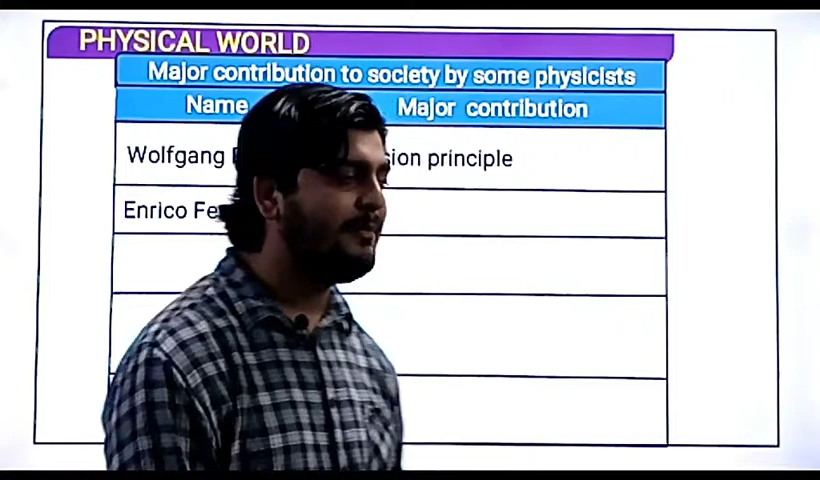 PHYSICAL WORLD
Major contribution to society by some physicists
Name Major contribution
Wolfgang sion principle
Enrico Fe